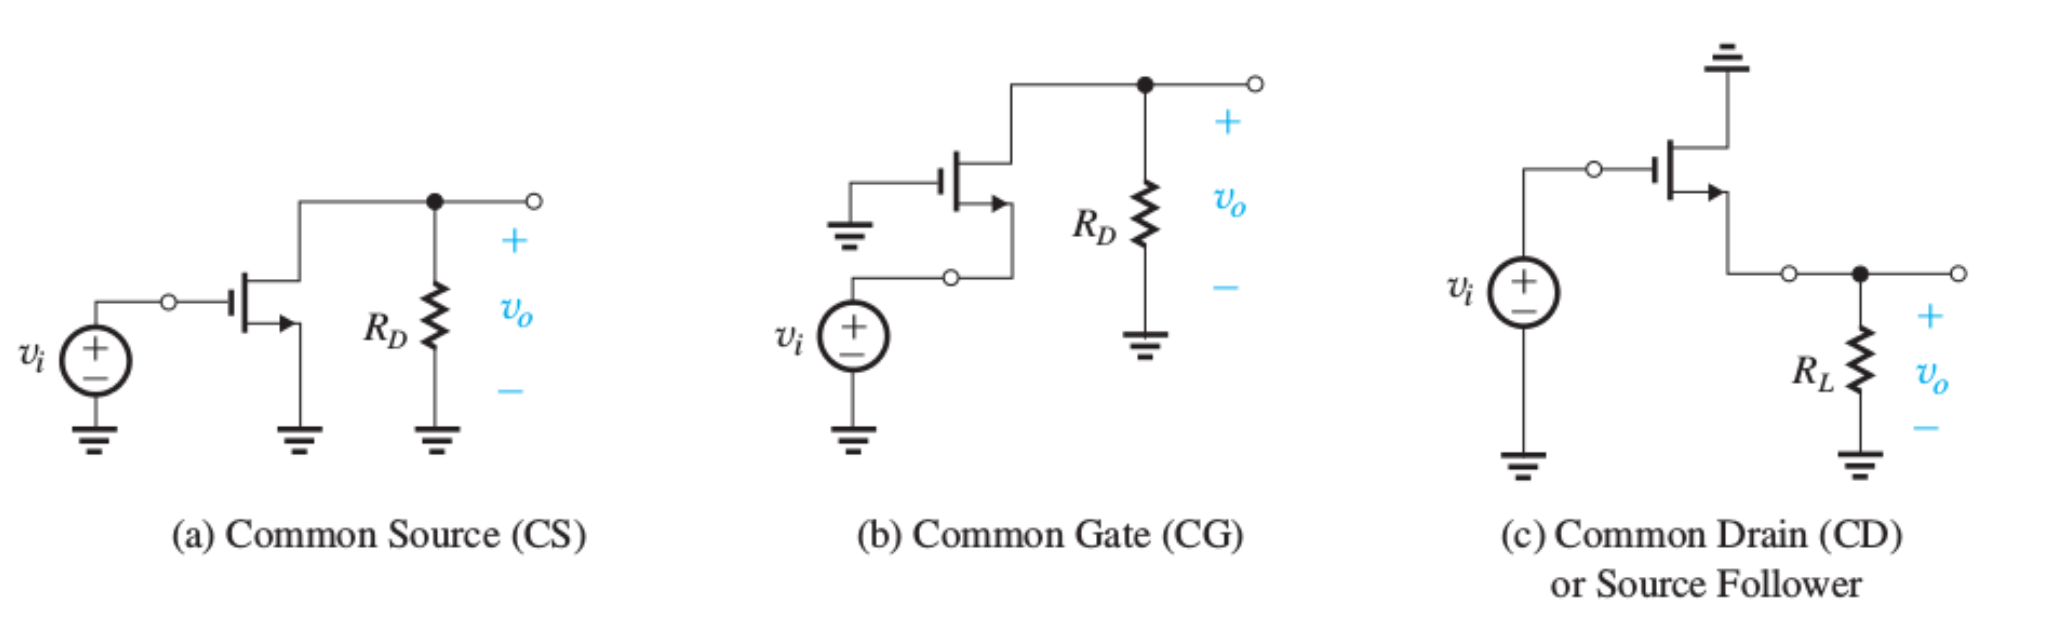 +
v_i
−
R_D
+
v_o
−
(a) Common Source (CS)
+
v_i
−
R_D
+
v_o
−
(b) Common Gate (CG)
+
v_i
−
R_L
+
v_o
−
(c) Common Drain (CD)
or Source Follower